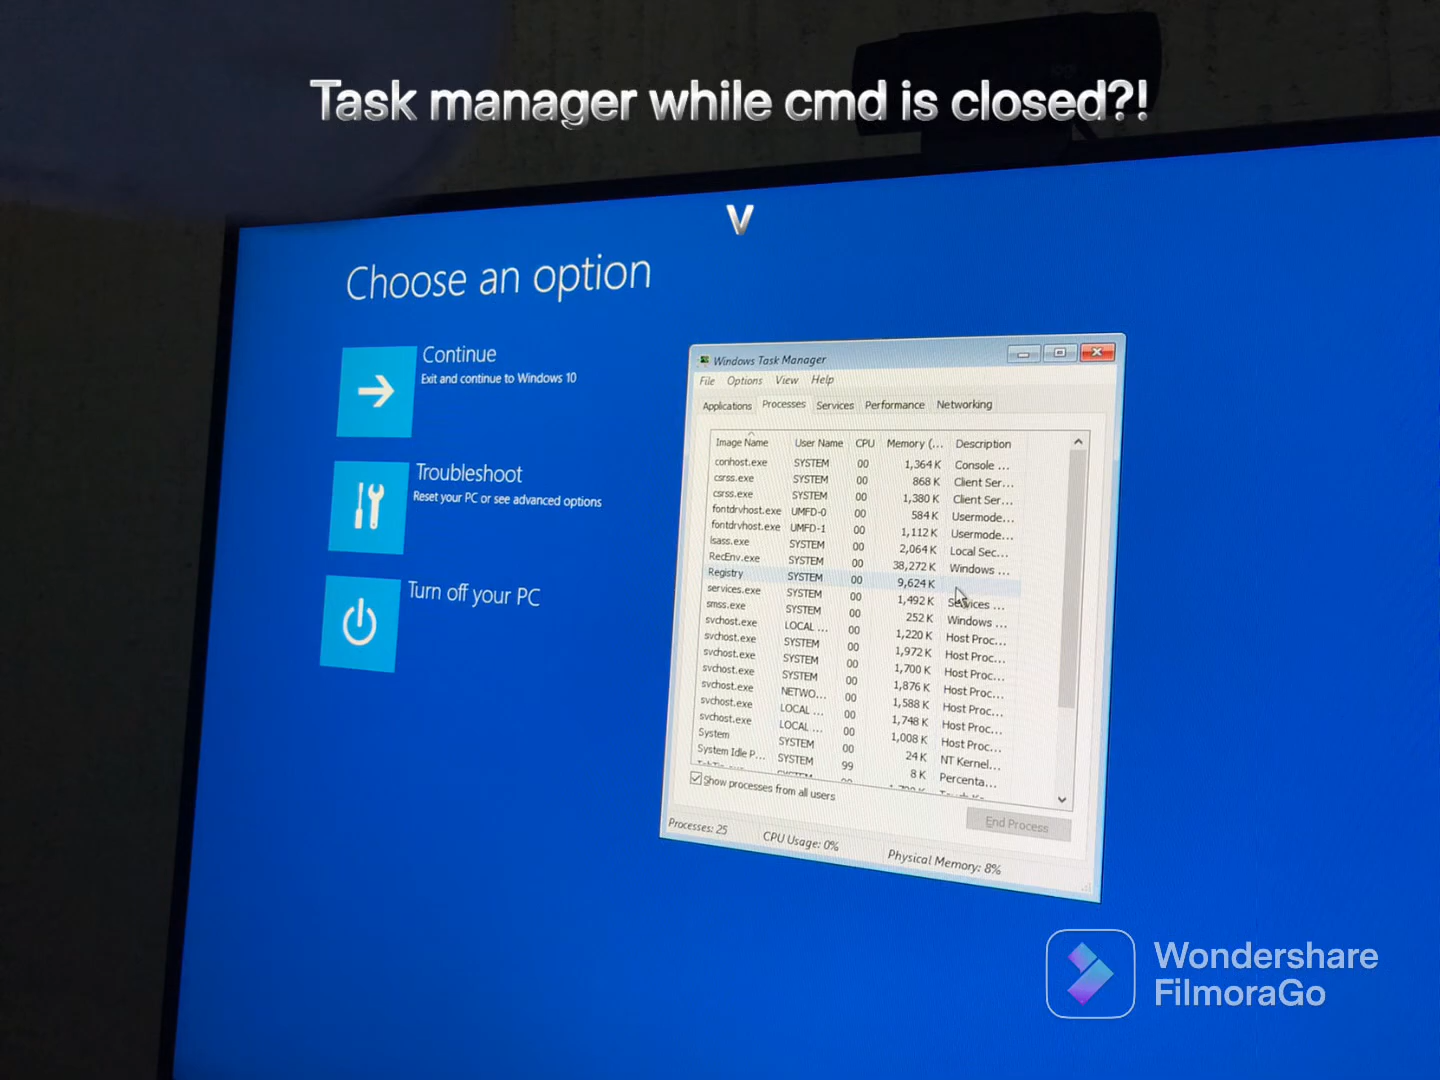 Task manager while cmd is closed?!
V
Choose an option
Continue
Exit and continue to Windows 10
Troubleshoot
Reset your PC or see advanced options
Turn off your PC
Windows Task Manager
File Options View Help
Applications Processes Services Performance Networking
Image Name User Name CPU Memory (... Description
conhost.exe SYSTEM 00 1,364 K Console ...
csrss.exe SYSTEM 00 868 K Client Ser...
csrss.exe SYSTEM 00 1,380 K Client Ser...
fontdrvhost.exe UMFD-0 00 584 K Usermode...
fontdrvhost.exe UMFD-1 00 1,112 K Usermode...
lsass.exe SYSTEM 00 2,064 K Local Sec...
RecEnv.exe SYSTEM 00 38,272 K Windows ...
Registry SYSTEM 00 9,624 K
services.exe SYSTEM 00 1,492 K Services ...
smss.exe SYSTEM 00 252 K Windows ...
svchost.exe LOCAL ... 00 1,220 K Host Proc...
svchost.exe SYSTEM 00 1,972 K Host Proc...
svchost.exe SYSTEM 00 1,700 K Host Proc...
svchost.exe SYSTEM 00 1,876 K Host Proc...
svchost.exe NETWO... 00 1,588 K Host Proc...
svchost.exe LOCAL ... 00 1,748 K Host Proc...
svchost.exe LOCAL ... 00 1,008 K Host Proc...
System SYSTEM 00 24 K NT Kernel...
System Idle P... SYSTEM 99 8 K Percenta...
Show processes from all users
End Process
Processes: 25 CPU Usage: 0% Physical Memory: 8%
Wondershare
FilmoraGo